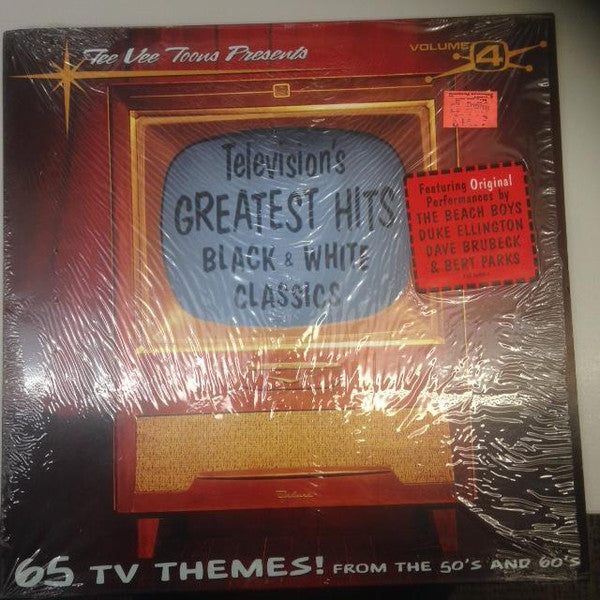 Tee Vee Toons Presents
VOLUME 4
Television's
GREATEST HITS
BLACK & WHITE
CLASSICS
Featuring Original
Performances by
THE BEACH BOYS
DUKE ELLINGTON
DAVE BRUBECK
& BERT PARKS
65 TV THEMES! FROM THE 50'S AND 60'S